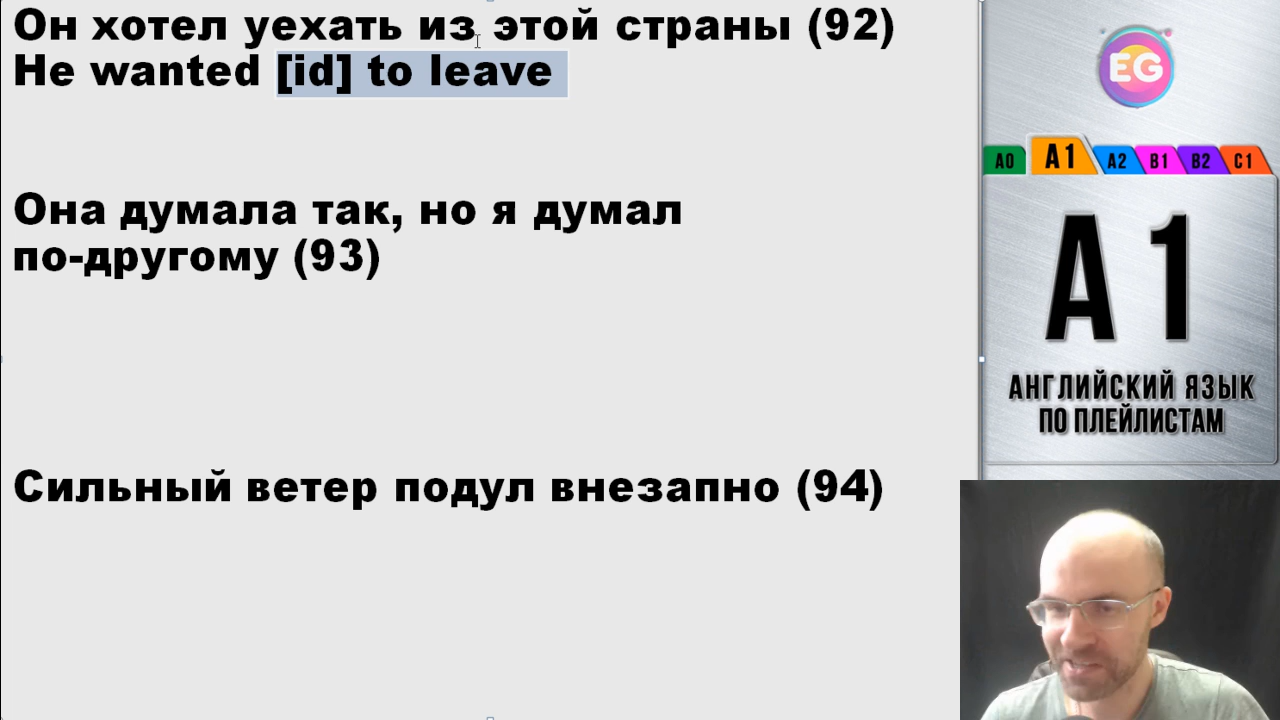 Он хотел уехать из этой страны (92)
He wanted [id] to leave
Она думала так, но я думал
по-другому (93)
Сильный ветер подул внезапно (94)
EG
A0 A1 A2 B1 B2 C1
A1
АНГЛИЙСКИЙ ЯЗЫК
ПО ПЛЕЙЛИСТАМ